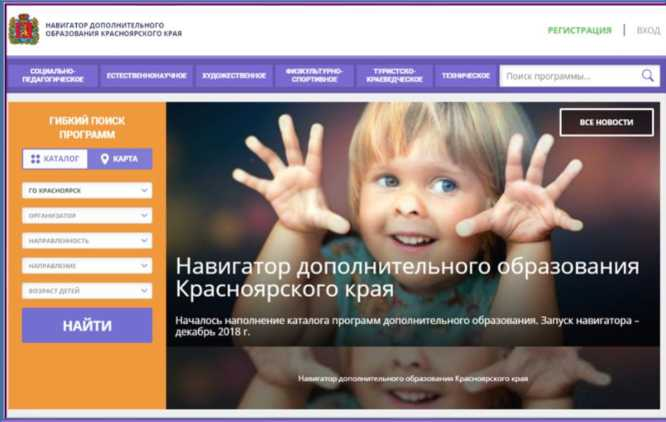 НАВИГАТОР ДОПОЛНИТЕЛЬНОГО
ОБРАЗОВАНИЯ КРАСНОЯРСКОГО КРАЯ
РЕГИСТРАЦИЯ
ВХОД
СОЦИАЛЬНО-
ПЕДАГОГИЧЕСКОЕ
ЕСТЕСТВЕННОНАУЧНОЕ
ХУДОЖЕСТВЕННОЕ
ФИЗКУЛЬТУРНО-
СПОРТИВНОЕ
ТУРИСТСКО-
КРАЕВЕДЧЕСКОЕ
ТЕХНИЧЕСКОЕ
Поиск программы...
ГИБКИЙ ПОИСК
ПРОГРАММ
КАТАЛОГ
КАРТА
ГО КРАСНОЯРСК
ОРГАНИЗАТОР
НАПРАВЛЕННОСТЬ
НАПРАВЛЕНИЕ
ВОЗРАСТ ДЕТЕЙ
НАЙТИ
ВСЕ НОВОСТИ
Навигатор дополнительного образования
Красноярского края
Началось наполнение каталога программ дополнительного образования. Запуск навигатора –
декабрь 2018 г.
Навигатор дополнительного образования Красноярского края